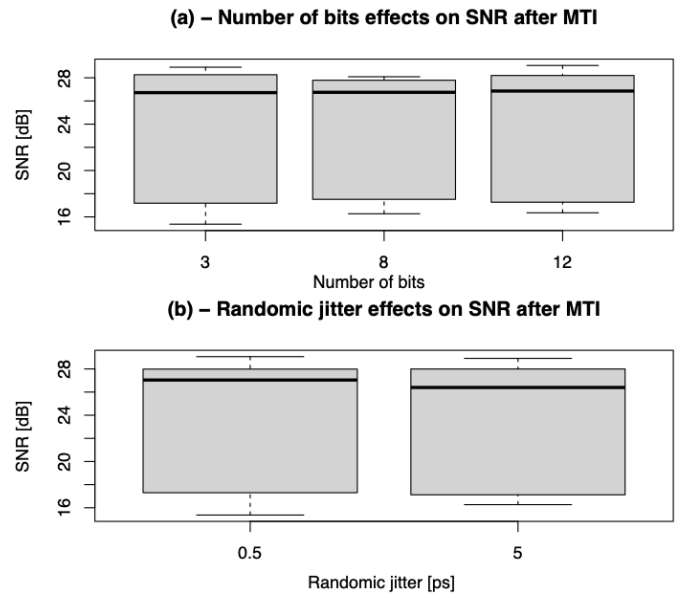 (a) – Number of bits effects on SNR after MTI
SNR [dB]
28
24
20
16
3 8 12
Number of bits
(b) – Randomic jitter effects on SNR after MTI
SNR [dB]
28
24
20
16
0.5 5
Randomic jitter [ps]